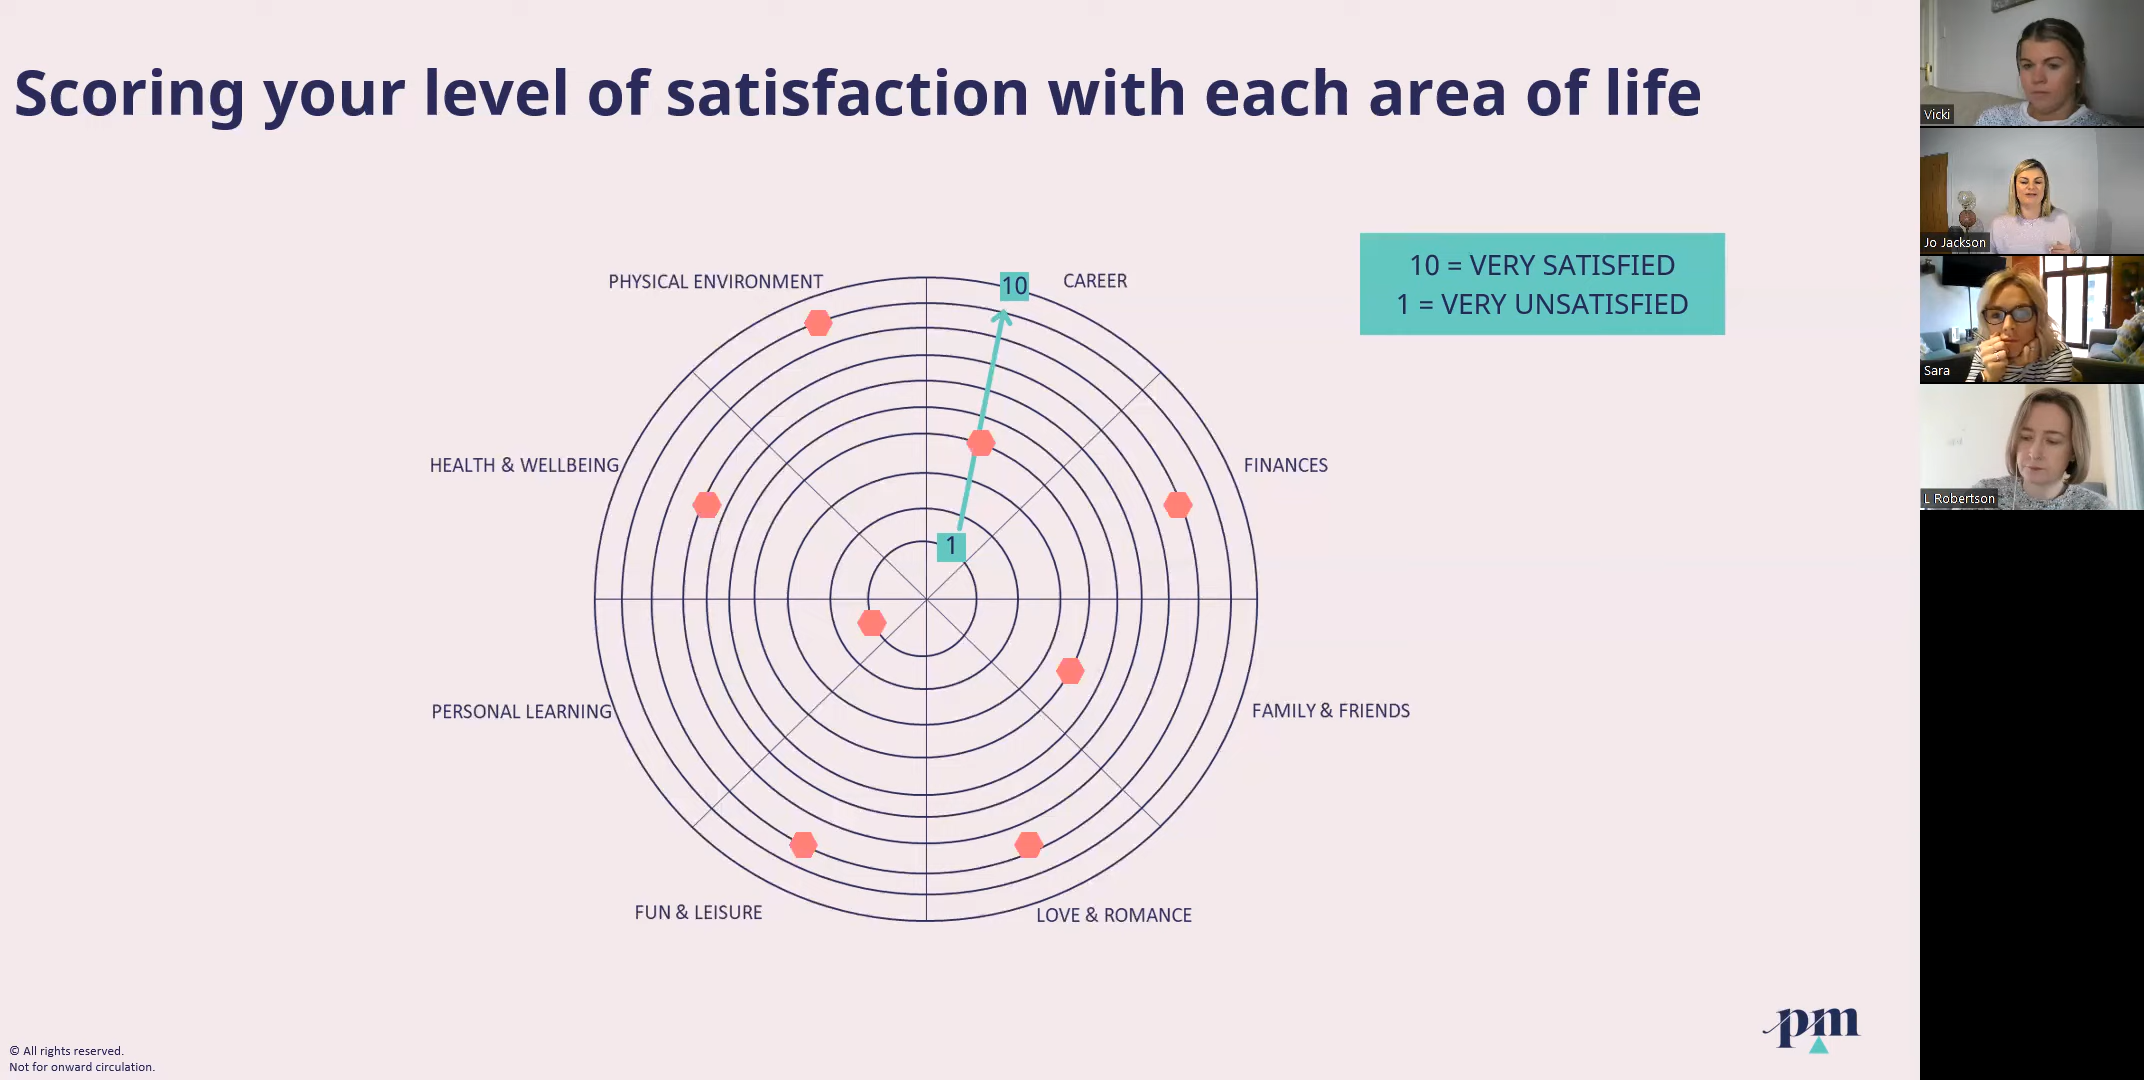 Scoring your level of satisfaction with each area of life
10 = VERY SATISFIED
1 = VERY UNSATISFIED
PHYSICAL ENVIRONMENT
10
CAREER
HEALTH & WELLBEING
FINANCES
1
PERSONAL LEARNING
FAMILY & FRIENDS
FUN & LEISURE
LOVE & ROMANCE
pm
© All rights reserved.
Not for onward circulation.
Vicki
Jo Jackson
Sara
L Robertson